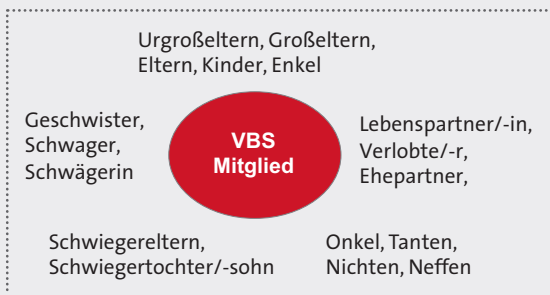 Urgroßeltern, Großeltern,
Eltern, Kinder, Enkel
Geschwister,
Schwager,
Schwägerin
VBS
Mitglied
Lebenspartner/-in,
Verlobte/-r,
Ehepartner,
Schwiegereltern,
Schwiegertochter/-sohn
Onkel, Tanten,
Nichten, Neffen